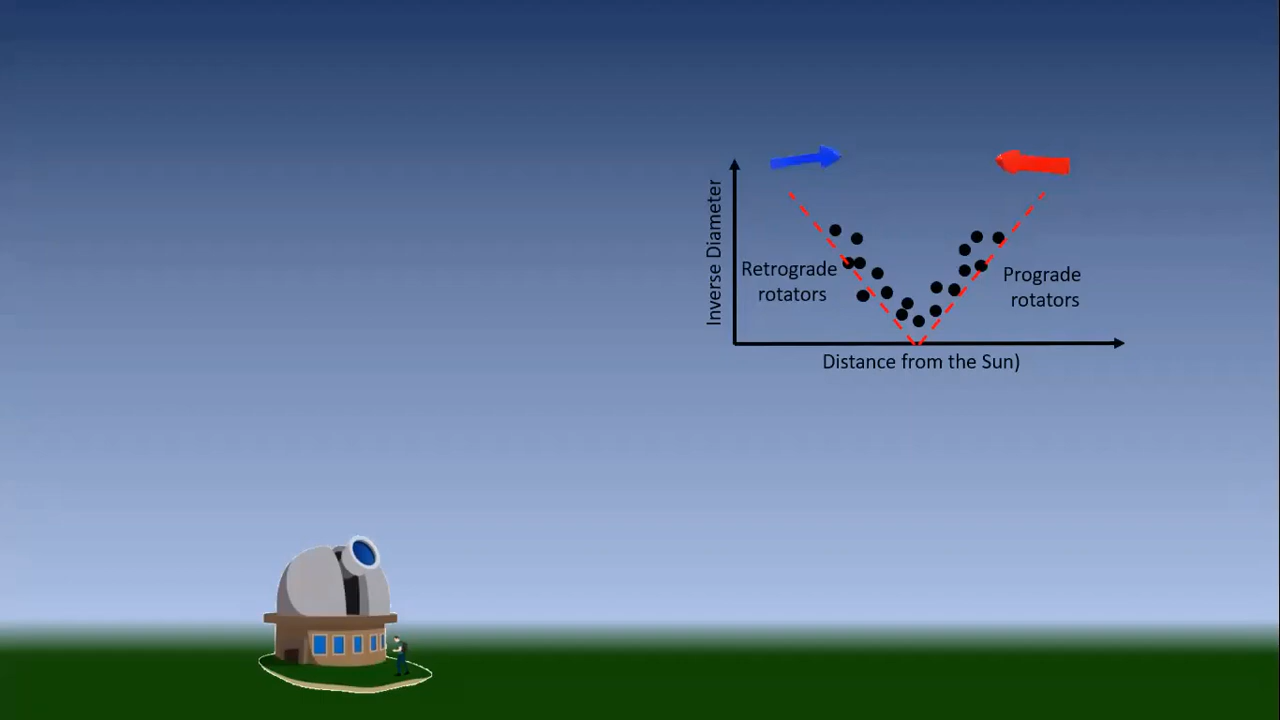 Inverse Diameter
Retrograde
rotators
Prograde
rotators
Distance from the Sun)